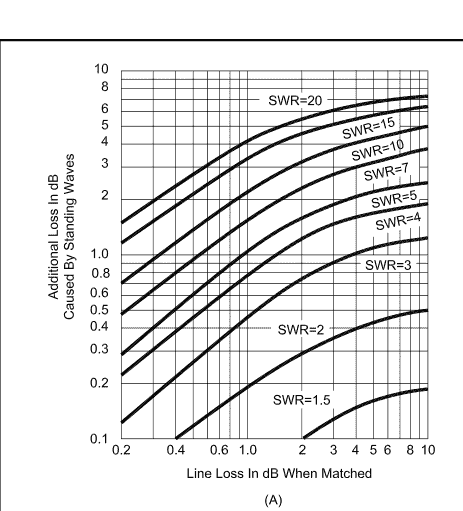 10
8
6
5
4
3
2
1.0
0.8
0.6
0.5
0.4
0.3
0.2
0.1
Additional Loss In dB
Caused By Standing Waves
SWR=20
SWR=15
SWR=10
SWR=7
SWR=5
SWR=4
SWR=3
SWR=2
SWR=1.5
0.2 0.4 0.6 1.0 2 3 4 5 6 8 10
Line Loss In dB When Matched
(A)